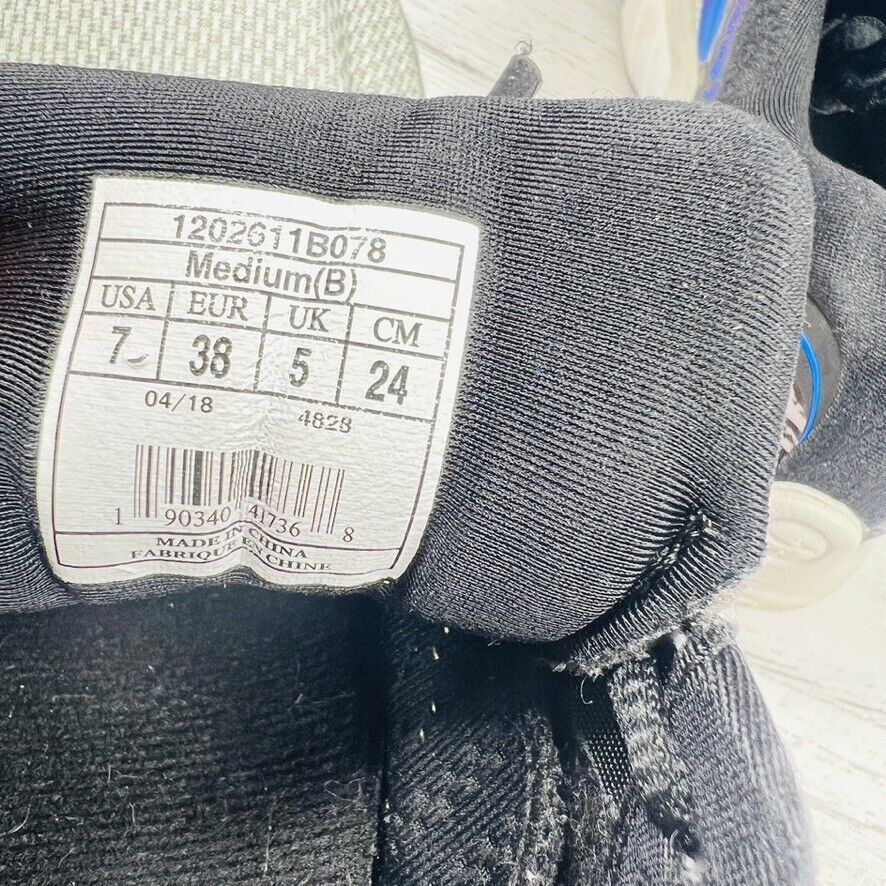 1202611B078
Medium(B)
USA EUR UK CM
7 38 5 24
04/18 4828
1 90340 41736 8
MADE IN CHINA
FABRIQUE EN CHINE